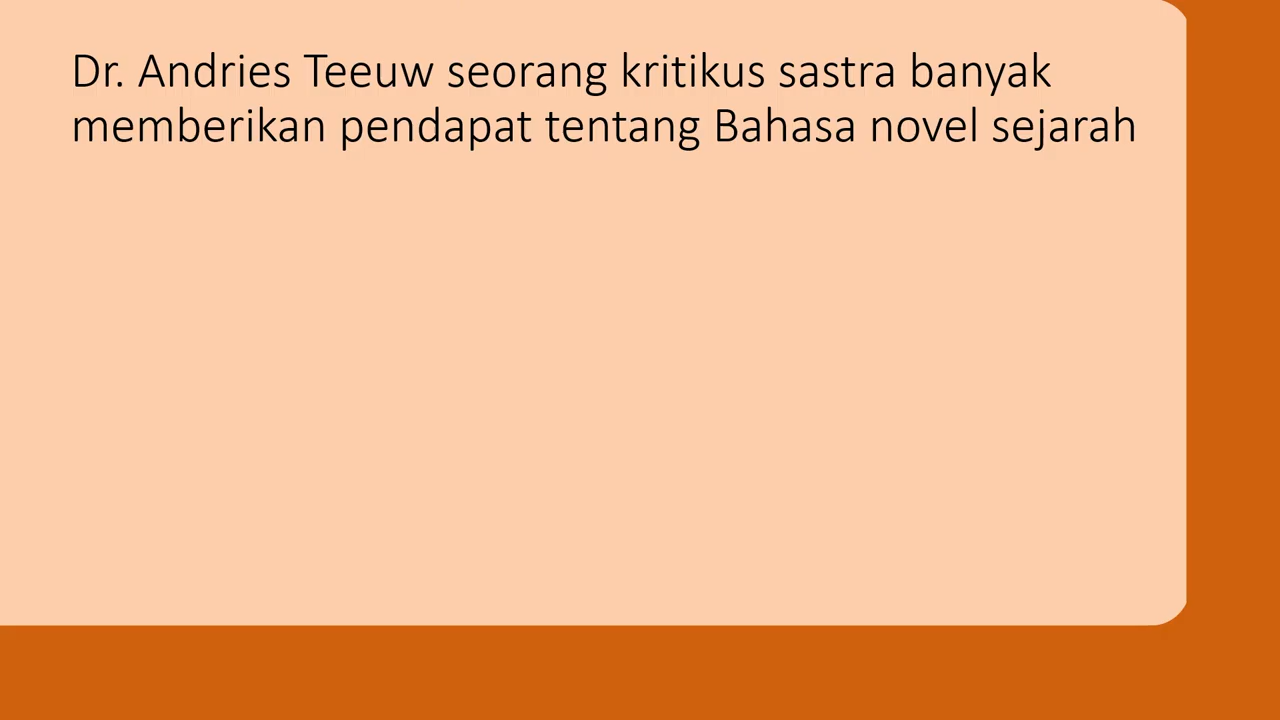 Dr. Andries Teeuw seorang kritikus sastra banyak
memberikan pendapat tentang Bahasa novel sejarah